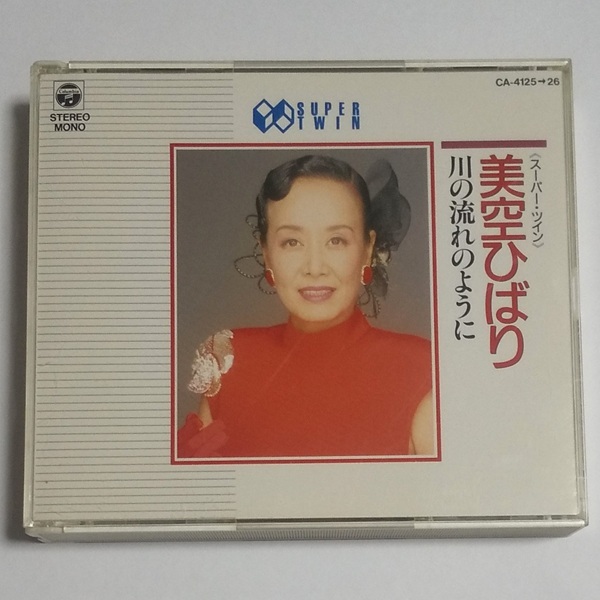 Columbia
STEREO
MONO
SUPER
TWIN
CA-4125→26
《スーパー・ツイン》
美空ひばり
川の流れのように